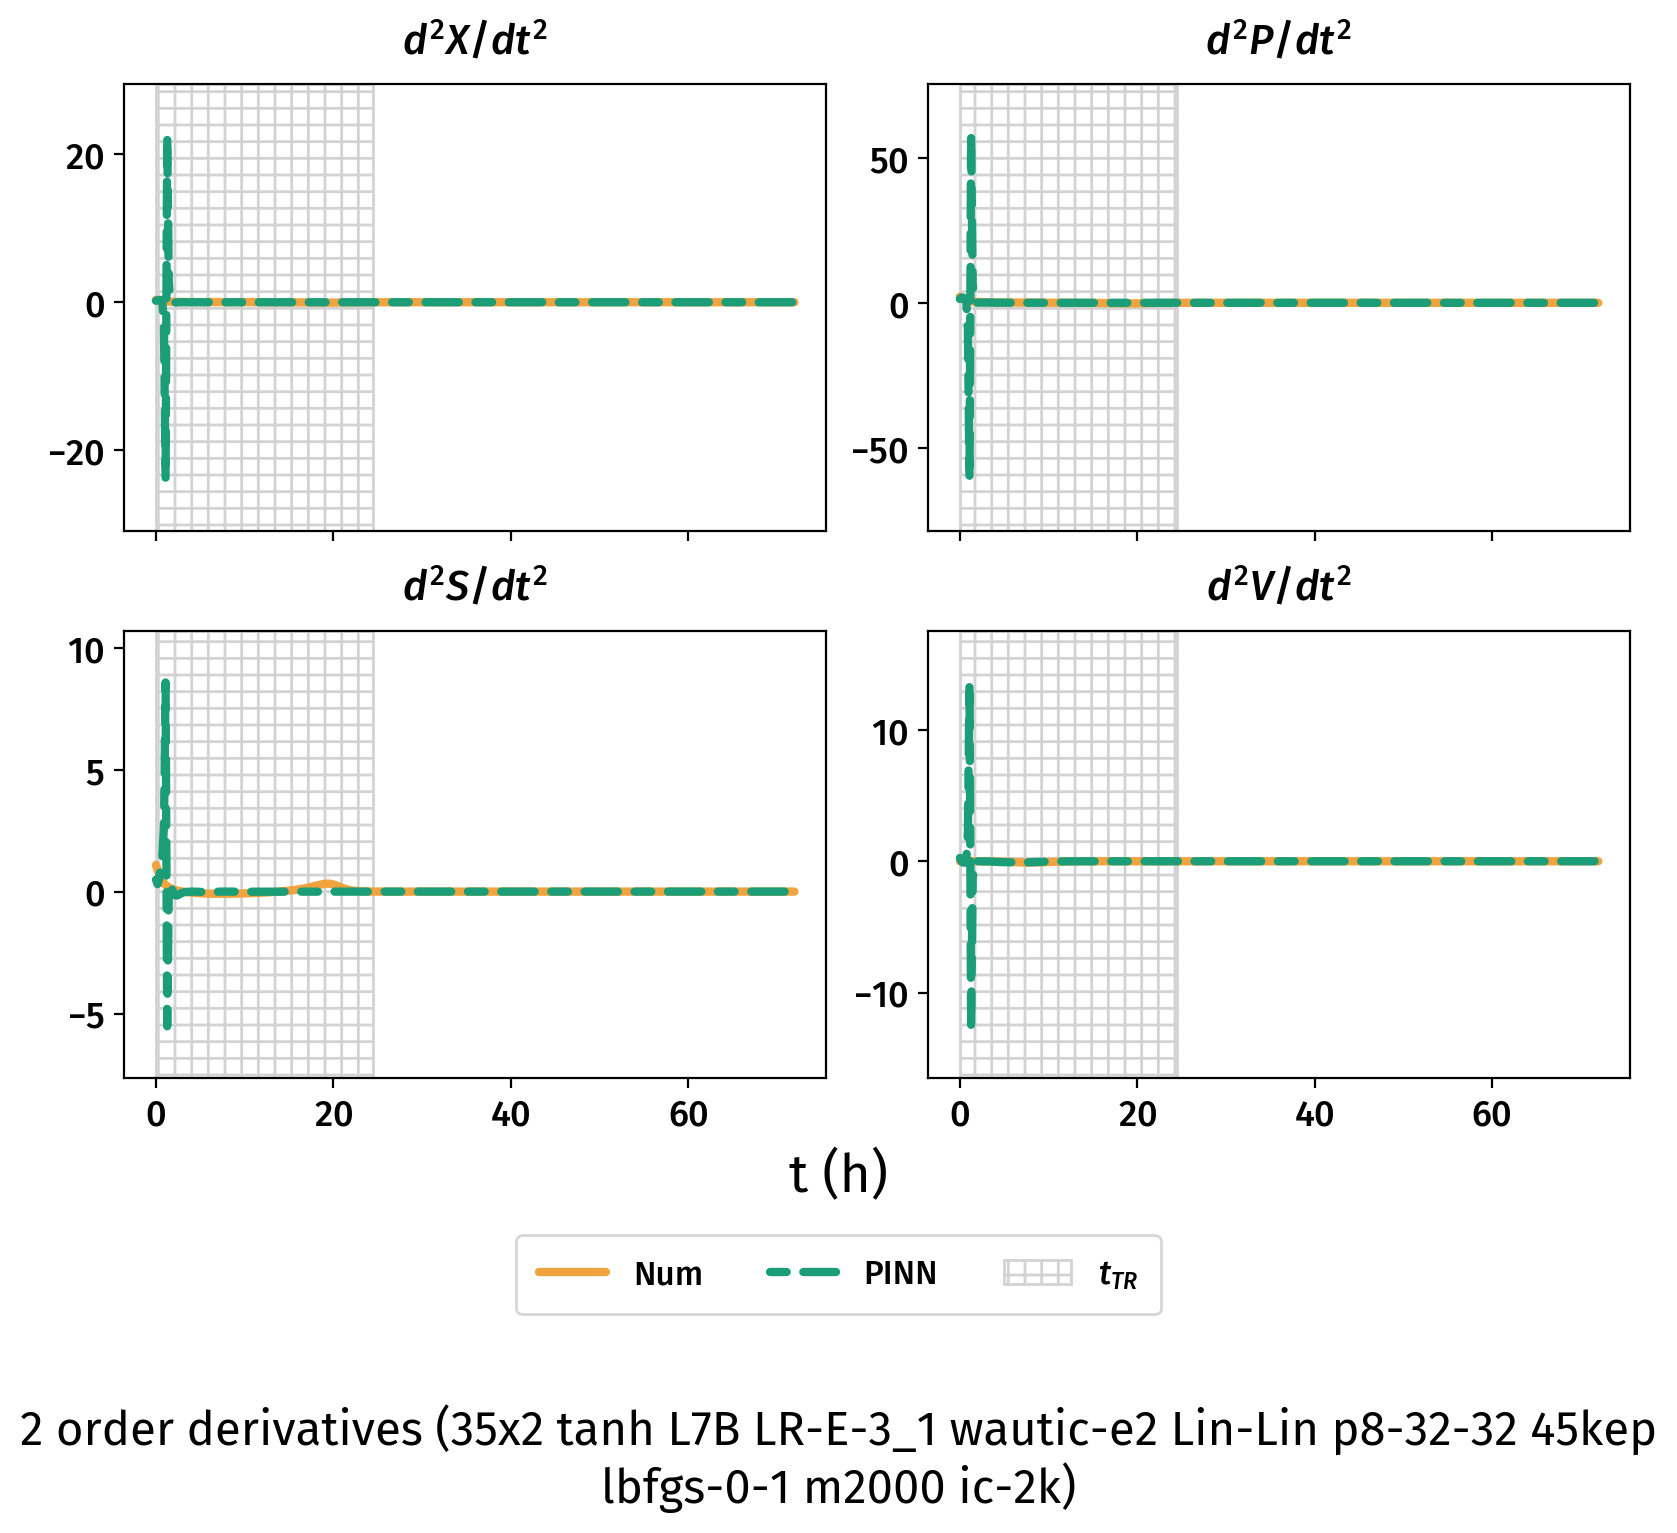 d²X/dt²
d²P/dt²
20
0
−20
50
0
−50
d²S/dt²
d²V/dt²
10
5
0
−5
10
0
−10
0 20 40 60
0 20 40 60
t (h)
Num PINN t_TR
2 order derivatives (35x2 tanh L7B LR-E-3_1 wautic-e2 Lin-Lin p8-32-32 45kep
lbfgs-0-1 m2000 ic-2k)